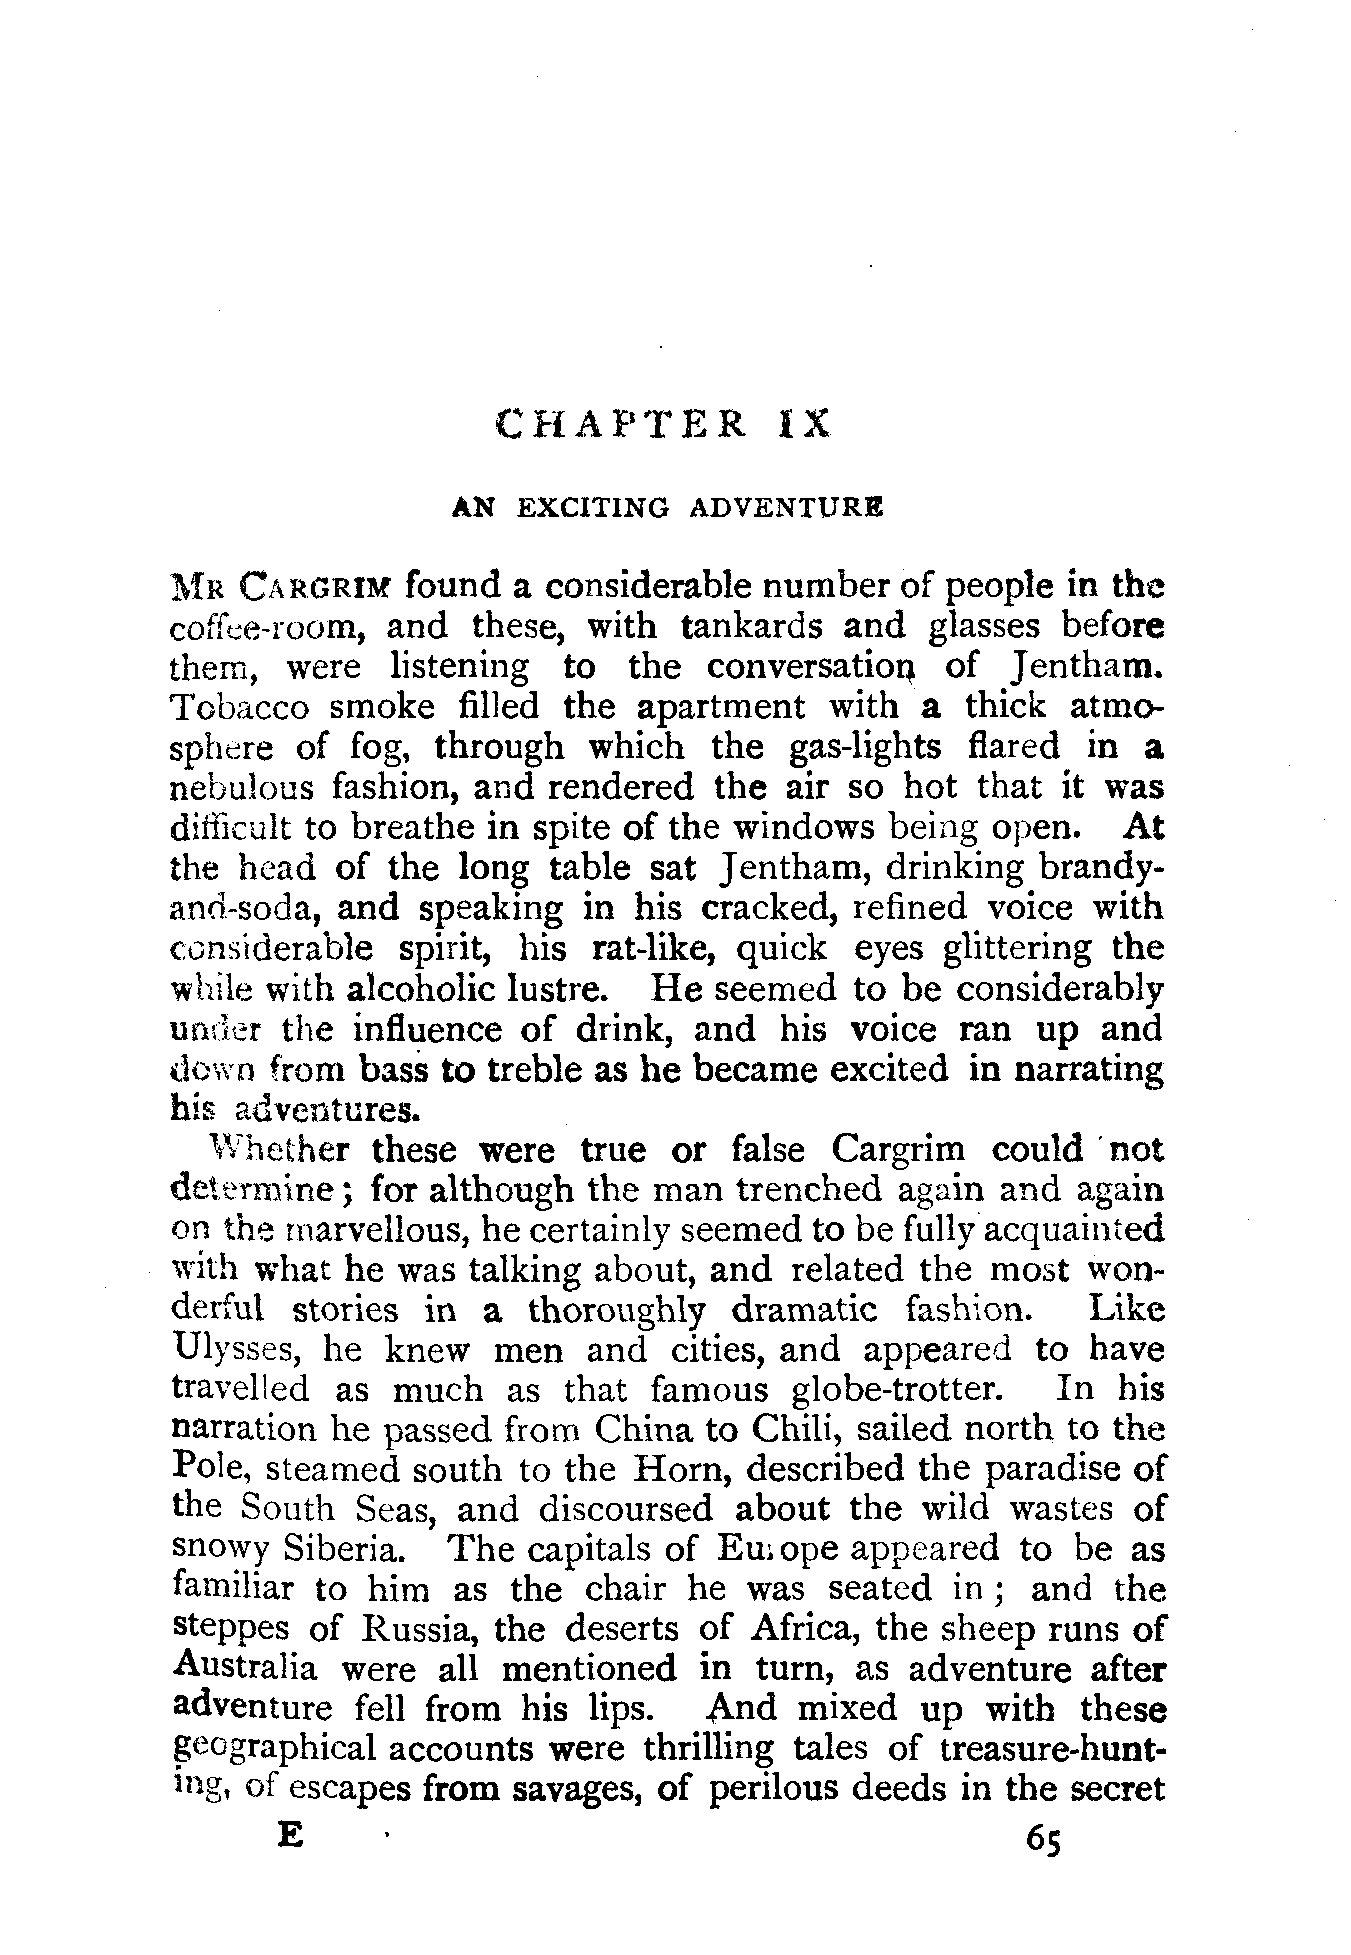 CHAPTER IX
AN EXCITING ADVENTURE
MR CARGRIM found a considerable number of people in the
coffee-room, and these, with tankards and glasses before
them, were listening to the conversation of Jentham.
Tobacco smoke filled the apartment with a thick atmo-
sphere of fog, through which the gas-lights flared in a
nebulous fashion, and rendered the air so hot that it was
difficult to breathe in spite of the windows being open. At
the head of the long table sat Jentham, drinking brandy-
and-soda, and speaking in his cracked, refined voice with
considerable spirit, his rat-like, quick eyes glittering the
while with alcoholic lustre. He seemed to be considerably
under the influence of drink, and his voice ran up and
down from bass to treble as he became excited in narrating
his adventures.
Whether these were true or false Cargrim could not
determine; for although the man trenched again and again
on the marvellous, he certainly seemed to be fully acquainted
with what he was talking about, and related the most won-
derful stories in a thoroughly dramatic fashion. Like
Ulysses, he knew men and cities, and appeared to have
travelled as much as that famous globe-trotter. In his
narration he passed from China to Chili, sailed north to the
Pole, steamed south to the Horn, described the paradise of
the South Seas, and discoursed about the wild wastes of
snowy Siberia. The capitals of Europe appeared to be as
familiar to him as the chair he was seated in; and the
steppes of Russia, the deserts of Africa, the sheep runs of
Australia were all mentioned in turn, as adventure after
adventure fell from his lips. And mixed up with these
geographical accounts were thrilling tales of treasure-hunt-
ing, of escapes from savages, of perilous deeds in the secret
E 65